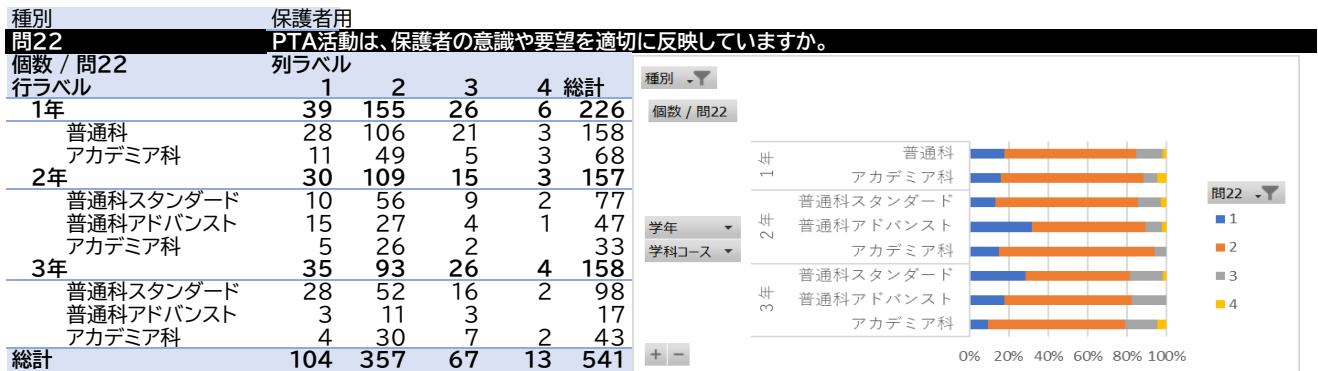 種別 保護者用
問22 PTA活動は、保護者の意識や要望を適切に反映していますか。
個数 / 問22 列ラベル
行ラベル 1 2 3 4 総計
1年 39 155 26 6 226
普通科 28 106 21 3 158
アカデミア科 11 49 5 3 68
2年 30 109 15 3 157
普通科スタンダード 10 56 9 2 77
普通科アドバンスト 15 27 4 1 47
アカデミア科 5 26 2 33
3年 35 93 26 4 158
普通科スタンダード 28 52 16 2 98
普通科アドバンスト 3 11 3 17
アカデミア科 4 30 7 2 43
総計 104 357 67 13 541
種別
個数 / 問22
学年
学科コース
1年
普通科
アカデミア科
2年
普通科スタンダード
普通科アドバンスト
アカデミア科
3年
普通科スタンダード
普通科アドバンスト
アカデミア科
0% 20% 40% 60% 80% 100%
問22
1
2
3
4
+ −